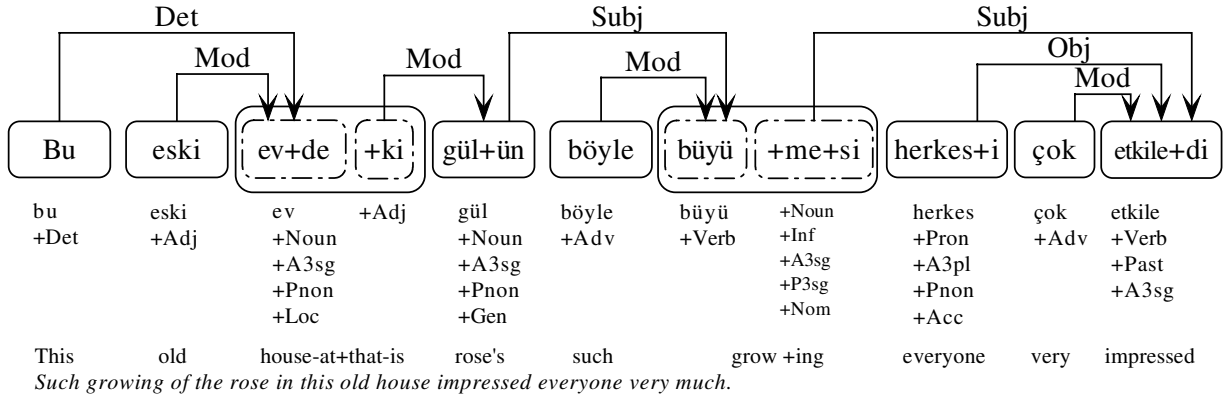 Det Subj Subj
Obj
Mod Mod Mod Mod
Bu eski ev+de +ki gül+ün böyle büyü +me+si herkes+i çok etkile+di
bu eski ev +Adj gül böyle büyü +Noun herkes çok etkile
+Det +Adj +Noun +Noun +Adv +Verb +Inf +Pron +Adv +Verb
+A3sg +A3sg +A3sg +A3pl +Past
+Pnon +Pnon +P3sg +Pnon +A3sg
+Loc +Gen +Nom +Acc
This old house-at+that-is rose's such grow +ing everyone very impressed
Such growing of the rose in this old house impressed everyone very much.